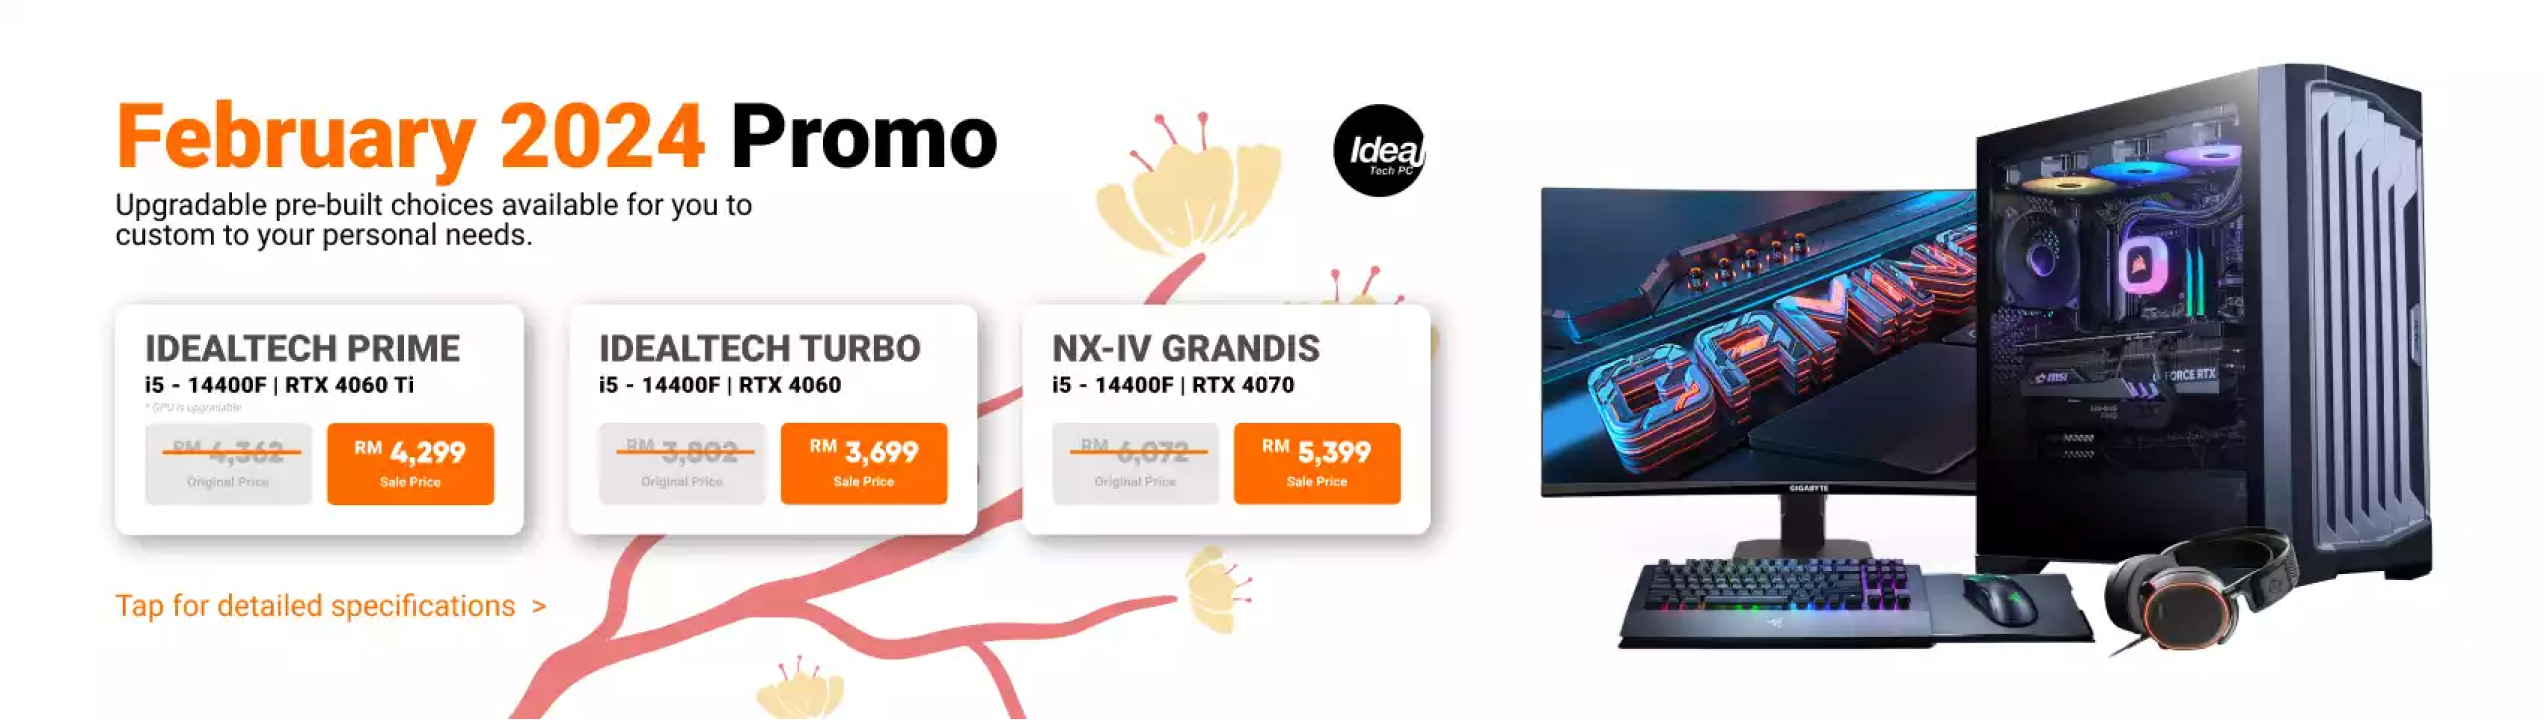 February 2024 Promo
Upgradable pre-built choices available for you to
custom to your personal needs.
Ideal
Tech PC
IDEALTECH PRIME
i5 - 14400F | RTX 4060 Ti
* GPU is upgradable
RM 4,362
Original Price
RM 4,299
Sale Price
IDEALTECH TURBO
i5 - 14400F | RTX 4060
RM 3,802
Original Price
RM 3,699
Sale Price
NX-IV GRANDIS
i5 - 14400F | RTX 4070
RM 6,072
Original Price
RM 5,399
Sale Price
Tap for detailed specifications >
GAMING
GIGABYTE
msi
FORCE RTX